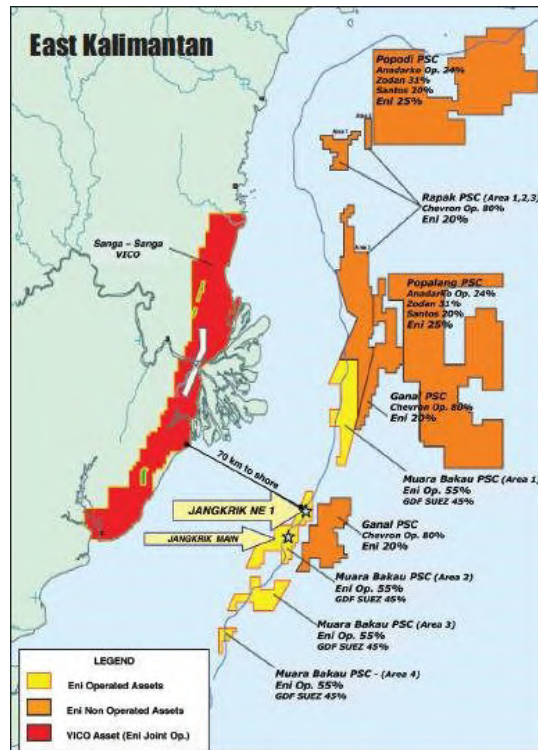 East Kalimantan
Popodi PSC
Anadarko Op. 24%
Zodan 31%
Santos 20%
Eni 25%
Rapak PSC (Area 1,2,3)
Chevron Op. 80%
Eni 20%
Sanga – Sanga
VICO
Popalang PSC
Anadarko Op. 24%
Zodan 31%
Santos 20%
Eni 25%
Ganal PSC
Chevron Op. 80%
Eni 20%
Muara Bakau PSC (Area 1)
Eni Op. 55%
GDF SUEZ 45%
70 km to shore
JANGKRIK NE 1
JANGKRIK MAIN
Ganal PSC
Chevron Op. 80%
Eni 20%
Muara Bakau PSC (Area 2)
Eni Op. 55%
GDF SUEZ 45%
Muara Bakau PSC (Area 3)
Eni Op. 55%
GDF SUEZ 45%
Muara Bakau PSC - (Area 4)
Eni Op. 55%
GDF SUEZ 45%
LEGEND
Eni Operated Assets
Eni Non Operated Assets
VICO Asset (Eni Joint Op.)